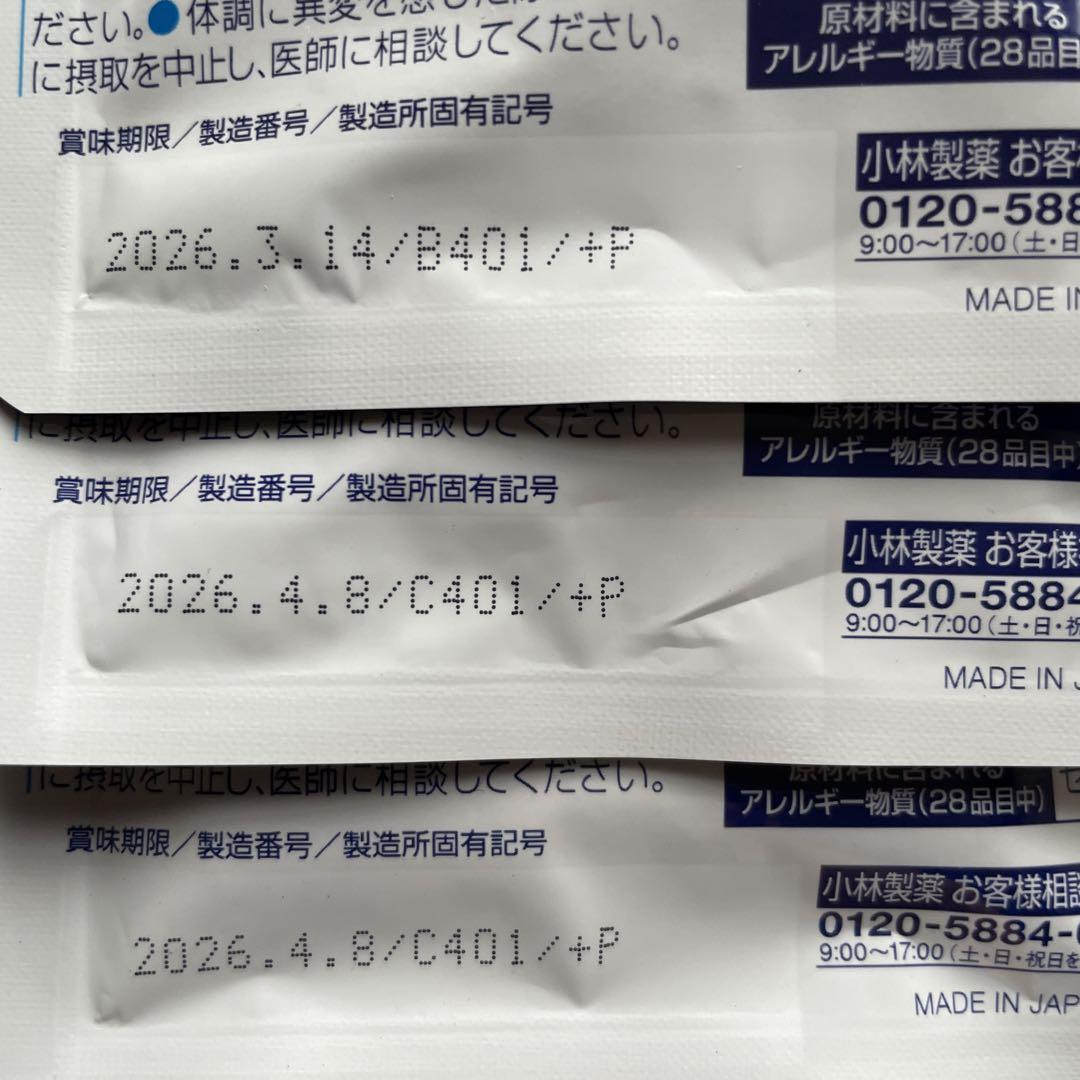 ださい。●体調に異変を感じた際
に摂取を中止し、医師に相談してください。
原材料に含まれる
アレルギー物質(28品目
賞味期限/製造番号/製造所固有記号
2026.3.14/B401/+P
小林製薬 お客
0120-588
9:00〜17:00(土・日
MADE IN
に摂取を中止し、医師に相談してください。
原材料に含まれる
アレルギー物質(28品目中)
賞味期限/製造番号/製造所固有記号
2026.4.8/C401/+P
小林製薬 お客様
0120-5884
9:00〜17:00(土・日・祝
MADE IN J
に摂取を中止し、医師に相談してください。
原材料に含まれる
アレルギー物質(28品目中)
賞味期限/製造番号/製造所固有記号
2026.4.8/C401/+P
小林製薬 お客様相談
0120-5884-
9:00〜17:00(土・日・祝日を
MADE IN JAP